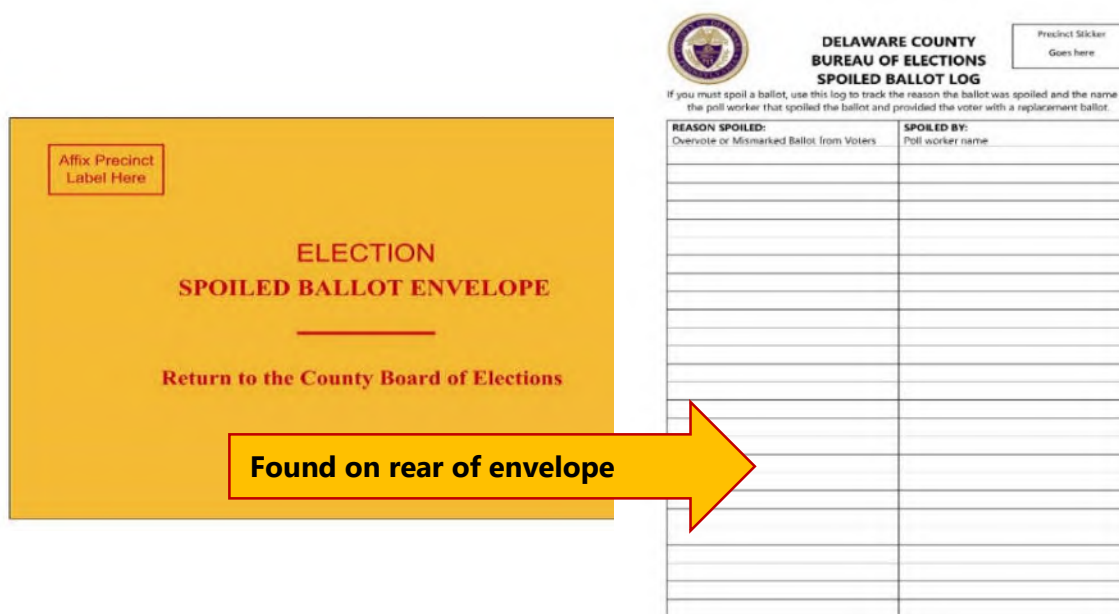 Affix Precinct
Label Here
ELECTION
SPOILED BALLOT ENVELOPE
Return to the County Board of Elections
Found on rear of envelope
DELAWARE COUNTY
BUREAU OF ELECTIONS
SPOILED BALLOT LOG
Precinct Sticker
Goes here
If you must spoil a ballot, use this log to track the reason the ballot was spoiled and the name
the poll worker that spoiled the ballot and provided the voter with a replacement ballot.
REASON SPOILED:
Overvote or Mismarked Ballot from Voters
SPOILED BY:
Poll worker name